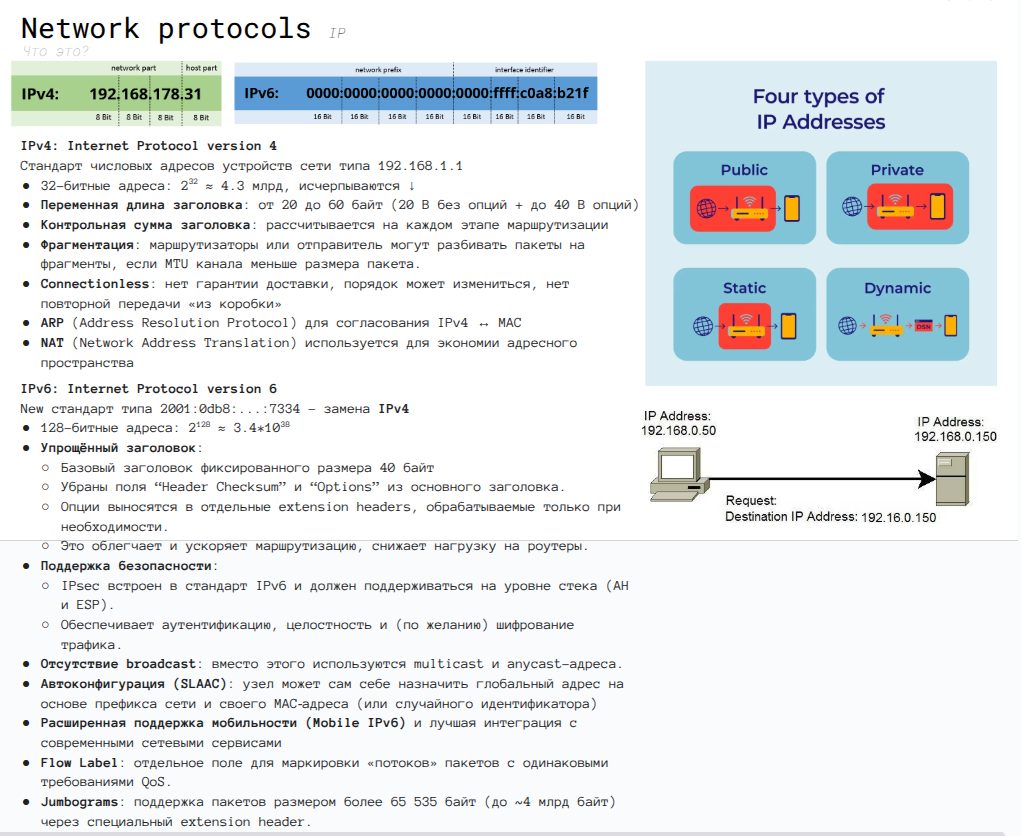 Network protocols IP
Что это?
network part host part
IPv4: 192.168.178.31
8 Bit 8 Bit 8 Bit 8 Bit
network prefix interface identifier
IPv6: 0000:0000:0000:0000:0000:ffff:c0a8:b21f
16 Bit 16 Bit 16 Bit 16 Bit 16 Bit 16 Bit 16 Bit 16 Bit
IPv4: Internet Protocol version 4
Стандарт числовых адресов устройств сети типа 192.168.1.1
● 32-битные адреса: 2³² ≈ 4.3 млрд, исчерпываются ↓
● Переменная длина заголовка: от 20 до 60 байт (20 B без опций + до 40 B опций)
● Контрольная сумма заголовка: рассчитывается на каждом этапе маршрутизации
● Фрагментация: маршрутизаторы или отправитель могут разбивать пакеты на
фрагменты, если MTU канала меньше размера пакета.
● Connectionless: нет гарантии доставки, порядок может измениться, нет
повторной передачи «из коробки»
● ARP (Address Resolution Protocol) для согласования IPv4 ↔ MAC
● NAT (Network Address Translation) используется для экономии адресного
пространства
IPv6: Internet Protocol version 6
New стандарт типа 2001:0db8:...:7334 – замена IPv4
● 128-битные адреса: 2¹²⁸ ≈ 3.4*10³⁸
● Упрощённый заголовок:
○ Базовый заголовок фиксированного размера 40 байт
○ Убраны поля “Header Checksum” и “Options” из основного заголовка.
○ Опции выносятся в отдельные extension headers, обрабатываемые только при
необходимости.
○ Это облегчает и ускоряет маршрутизацию, снижает нагрузку на роутеры.
● Поддержка безопасности:
○ IPsec встроен в стандарт IPv6 и должен поддерживаться на уровне стека (AH
и ESP).
○ Обеспечивает аутентификацию, целостность и (по желанию) шифрование
трафика.
● Отсутствие broadcast: вместо этого используются multicast и anycast-адреса.
● Автоконфигурация (SLAAC): узел может сам себе назначить глобальный адрес на
основе префикса сети и своего MAC-адреса (или случайного идентификатора)
● Расширенная поддержка мобильности (Mobile IPv6) и лучшая интеграция с
современными сетевыми сервисами
● Flow Label: отдельное поле для маркировки «потоков» пакетов с одинаковыми
требованиями QoS.
● Jumbograms: поддержка пакетов размером более 65 535 байт (до ~4 млрд байт)
через специальный extension header.
Four types of
IP Addresses
Public Private
Static Dynamic
DSN
IP Address:
192.168.0.50
IP Address:
192.168.0.150
Request:
Destination IP Address: 192.16.0.150